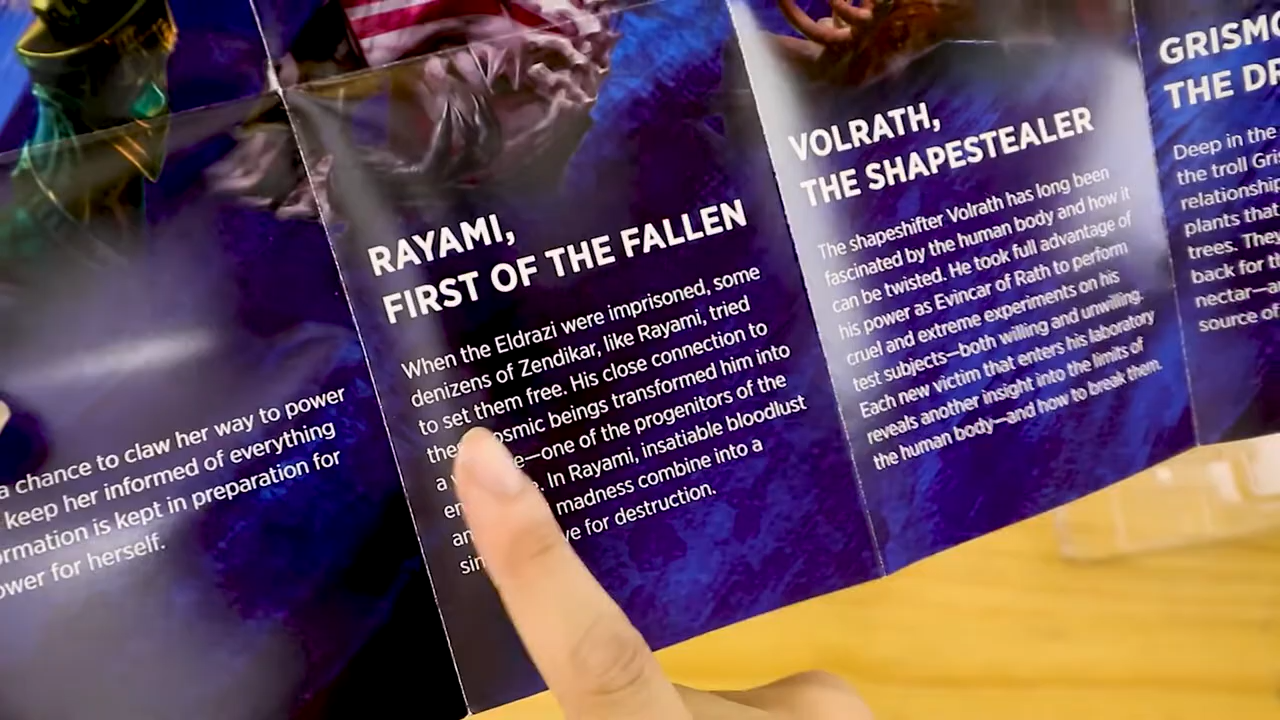 a chance to claw her way to power
keep her informed of everything
ormation is kept in preparation for
ower for herself.
RAYAMI,
FIRST OF THE FALLEN
When the Eldrazi were imprisoned, some
denizens of Zendikar, like Rayami, tried
to set them free. His close connection to
the osmic beings transformed him into
a e—one of the progenitors of the
en . In Rayami, insatiable bloodlust
an madness combine into a
sin ve for destruction.
VOLRATH,
THE SHAPESTEALER
The shapeshifter Volrath has long been
fascinated by the human body and how it
can be twisted. He took full advantage of
his power as Evincar of Rath to perform
cruel and extreme experiments on his
test subjects—both willing and unwilling.
Each new victim that enters his laboratory
reveals another insight into the limits of
the human body—and how to break them.
GRISMO
THE DR
Deep in the
the troll Gri
relationship
plants that
trees. They
back for th
nectar—a
source of